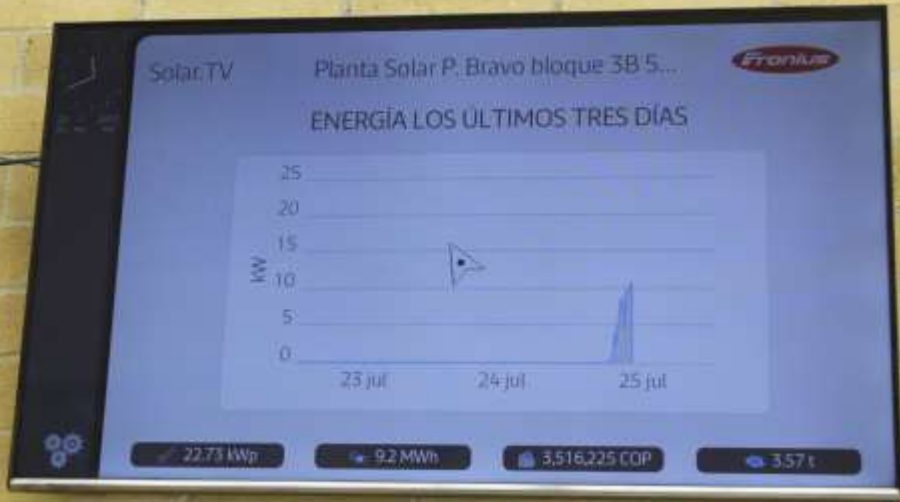 Solar.TV
Planta Solar P. Bravo bloque 3B 5...
Fronius
ENERGÍA LOS ÚLTIMOS TRES DÍAS
25
20
15
10
5
0
kW
23 jul
24 jul
25 jul
22.73 kWp
9.2 MWh
3,516,225 COP
3.57 t